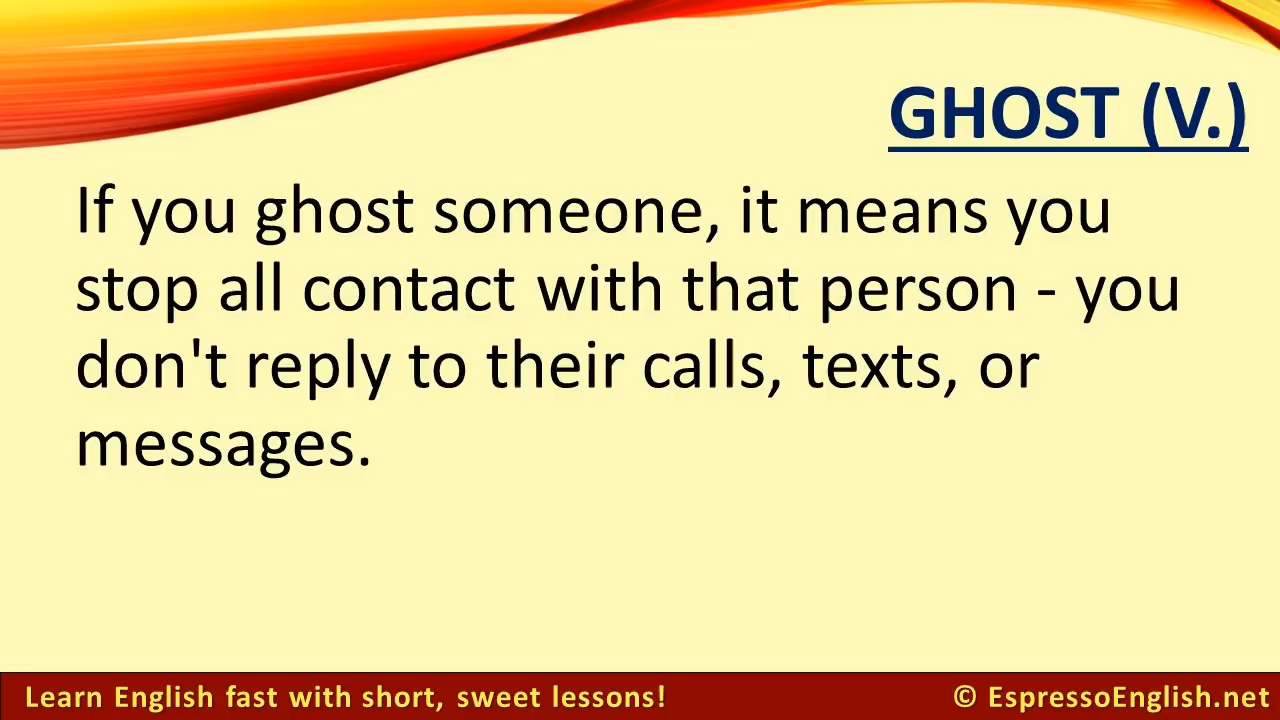 GHOST (V.)
If you ghost someone, it means you
stop all contact with that person - you
don't reply to their calls, texts, or
messages.
Learn English fast with short, sweet lessons!
© EspressoEnglish.net